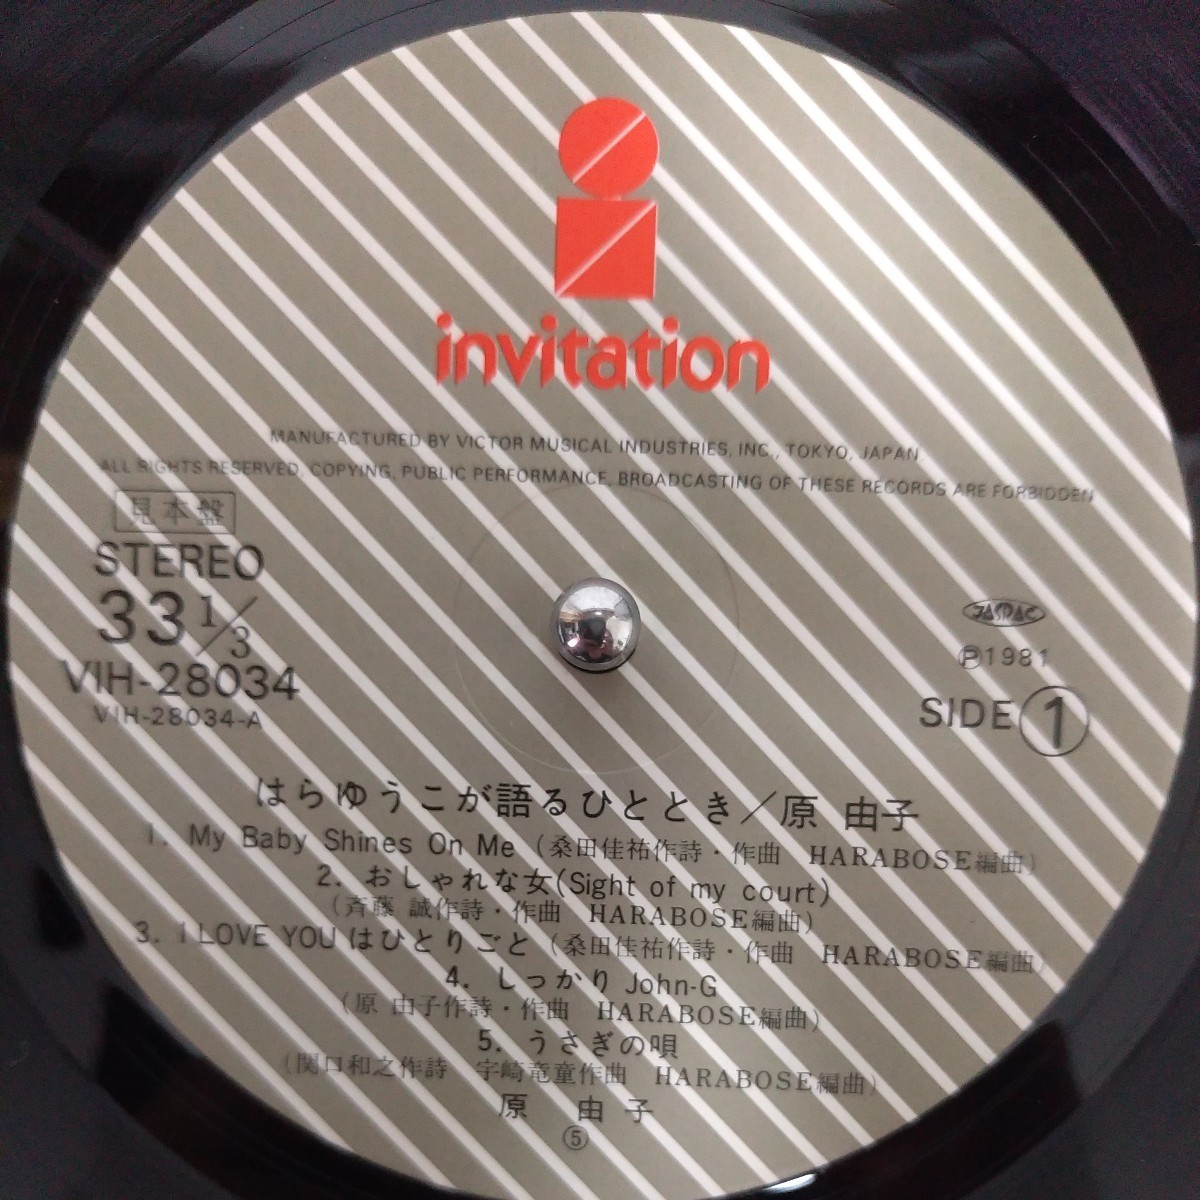 invitation
MANUFACTURED BY VICTOR MUSICAL INDUSTRIES, INC., TOKYO, JAPAN
ALL RIGHTS RESERVED, COPYING, PUBLIC PERFORMANCE, BROADCASTING OF THESE RECORDS ARE FORBIDDEN
見本盤
STEREO
33 1/3
VIH-28034
VIH-28034-A
JASRAC
Ⓟ1981
SIDE ①
はらゆうこが語るひととき/原 由子
1. My Baby Shines On Me (桑田佳祐作詩・作曲 HARABOSE編曲)
2. おしゃれな女(Sight of my court)
(斉藤 誠作詩・作曲 HARABOSE編曲)
3. I LOVE YOU はひとりごと (桑田佳祐作詩・作曲 HARABOSE編曲)
4. しっかり John-G
(原 由子作詩・作曲 HARABOSE編曲)
5. うさぎの唄
(関口和之作詩 宇崎竜童作曲 HARABOSE編曲)
原 由子
⑤